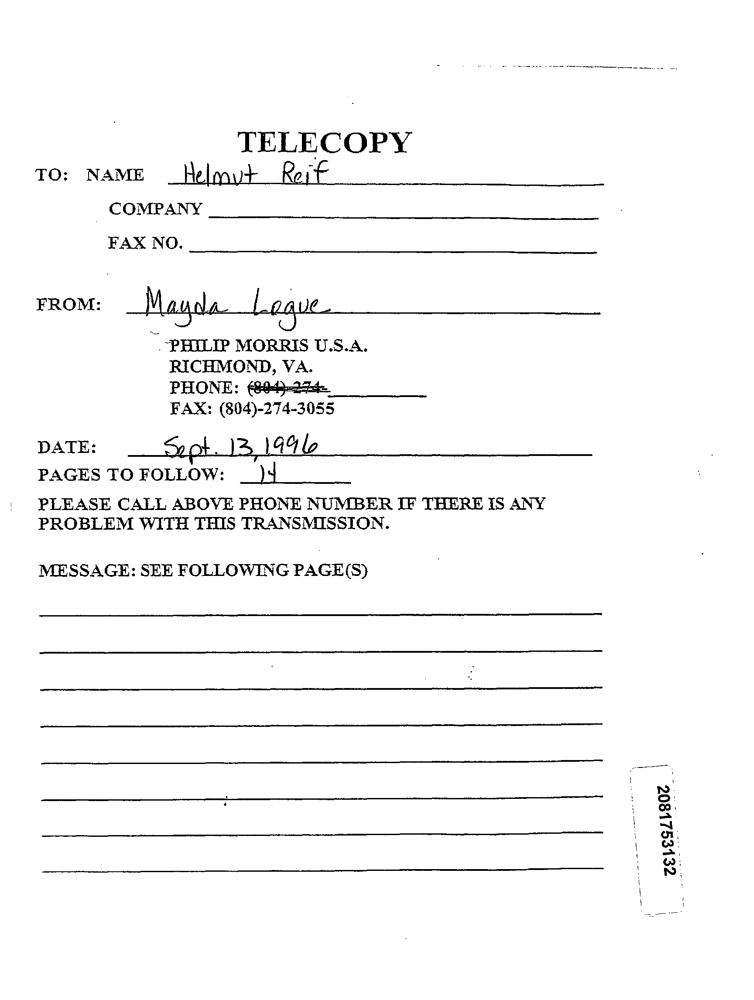 TELECOPY
TO: NAME Helmut Reif
COMPANY
FAX NO.
FROM: Mayda Logue
PHILIP MORRIS U.S.A.
RICHMOND, VA.
PHONE: (804)-274-
FAX: (804)-274-3055
DATE: Sept. 13, 1996
PAGES TO FOLLOW: 14
PLEASE CALL ABOVE PHONE NUMBER IF THERE IS ANY
PROBLEM WITH THIS TRANSMISSION.
MESSAGE: SEE FOLLOWING PAGE(S)
2081753132